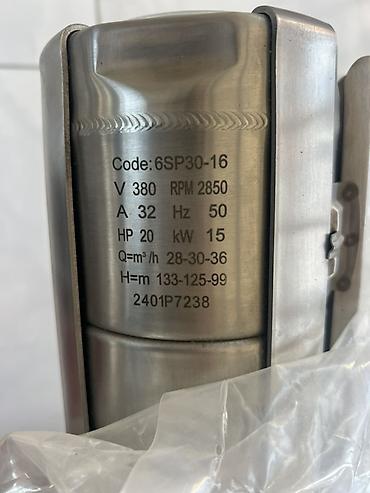 Code: 6SP30-16
V 380 RPM 2850
A 32 Hz 50
HP 20 kW 15
Q=m³/h 28-30-36
H=m 133-125-99
2401P7238